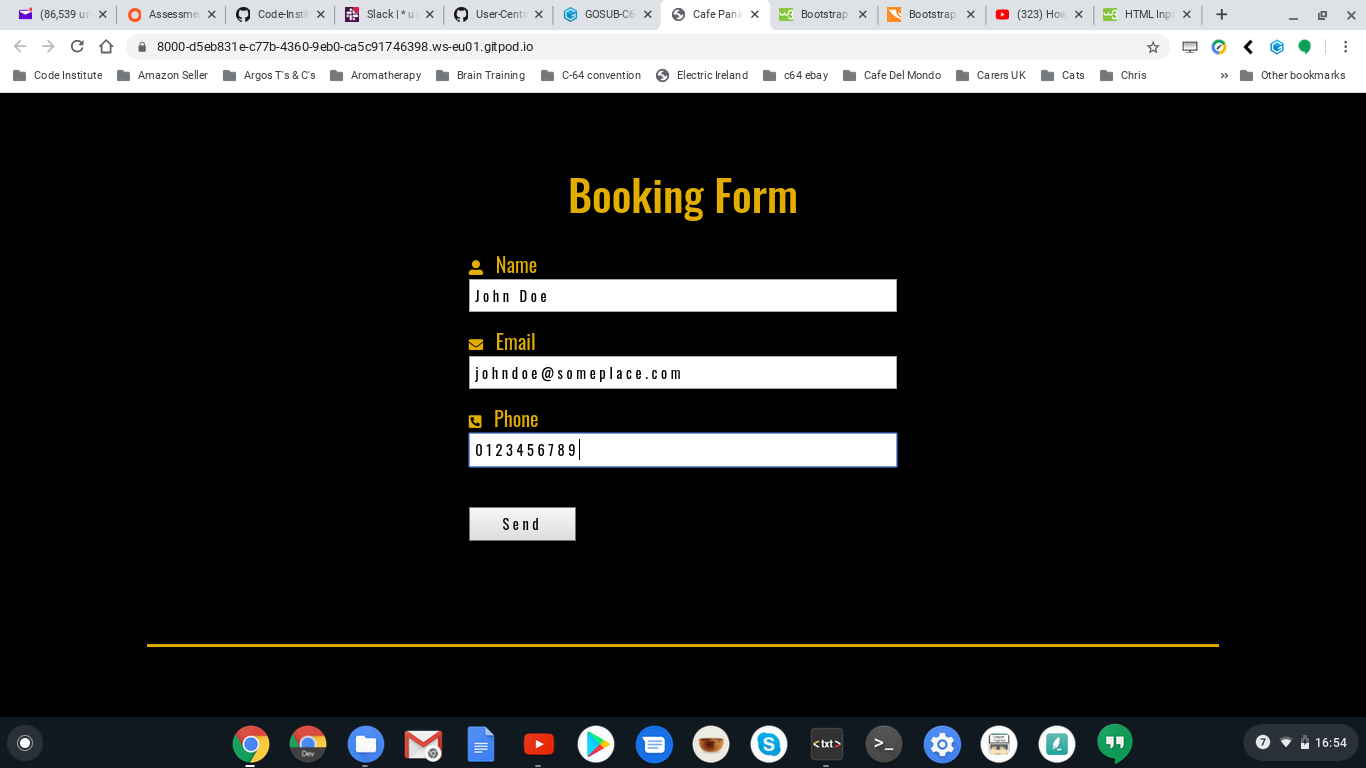 (86,539 un
Assessme
Code-Instit
Slack | * us
User-Centr
GOSUB-C6
Cafe Panin
Bootstrap
Bootstrap
(323) How
HTML Inpu
8000-d5eb831e-c77b-4360-9eb0-ca5c91746398.ws-eu01.gitpod.io
Code Institute
Amazon Seller
Argos T's & C's
Aromatherapy
Brain Training
C-64 convention
Electric Ireland
c64 ebay
Cafe Del Mondo
Carers UK
Cats
Chris
»
Other bookmarks
Booking Form
Name
John Doe
Email
johndoe@someplace.com
Phone
0123456789
Send
Dev
<txt>
>_
7
16:54